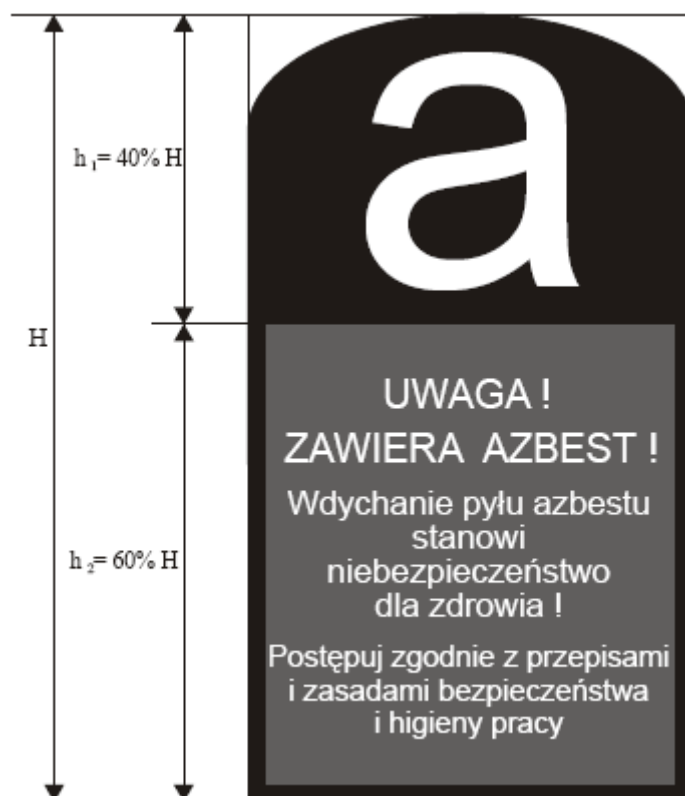 a
h₁= 40% H
H
UWAGA !
ZAWIERA AZBEST !
Wdychanie pyłu azbestu
stanowi
niebezpieczeństwo
dla zdrowia !
h₂= 60% H
Postępuj zgodnie z przepisami
i zasadami bezpieczeństwa
i higieny pracy